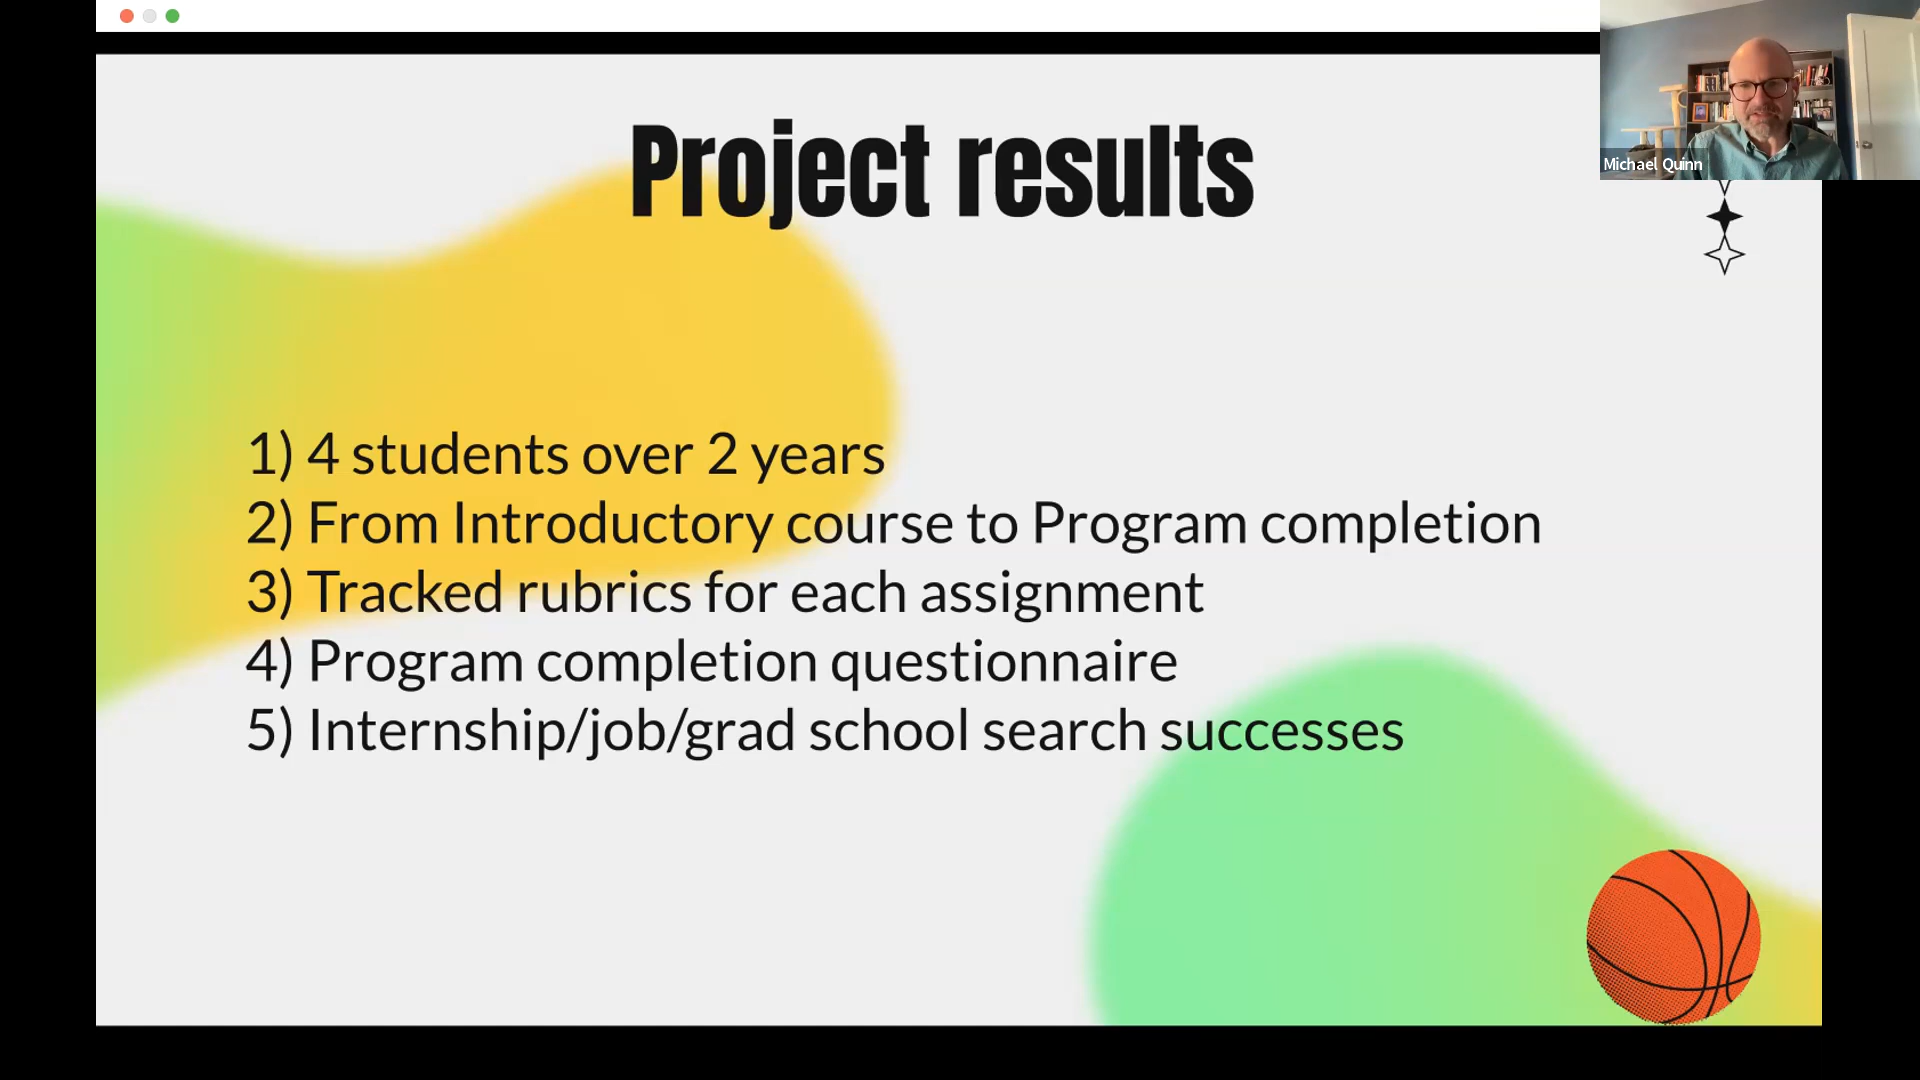 Project results
Michael Quinn
1) 4 students over 2 years
2) From Introductory course to Program completion
3) Tracked rubrics for each assignment
4) Program completion questionnaire
5) Internship/job/grad school search successes